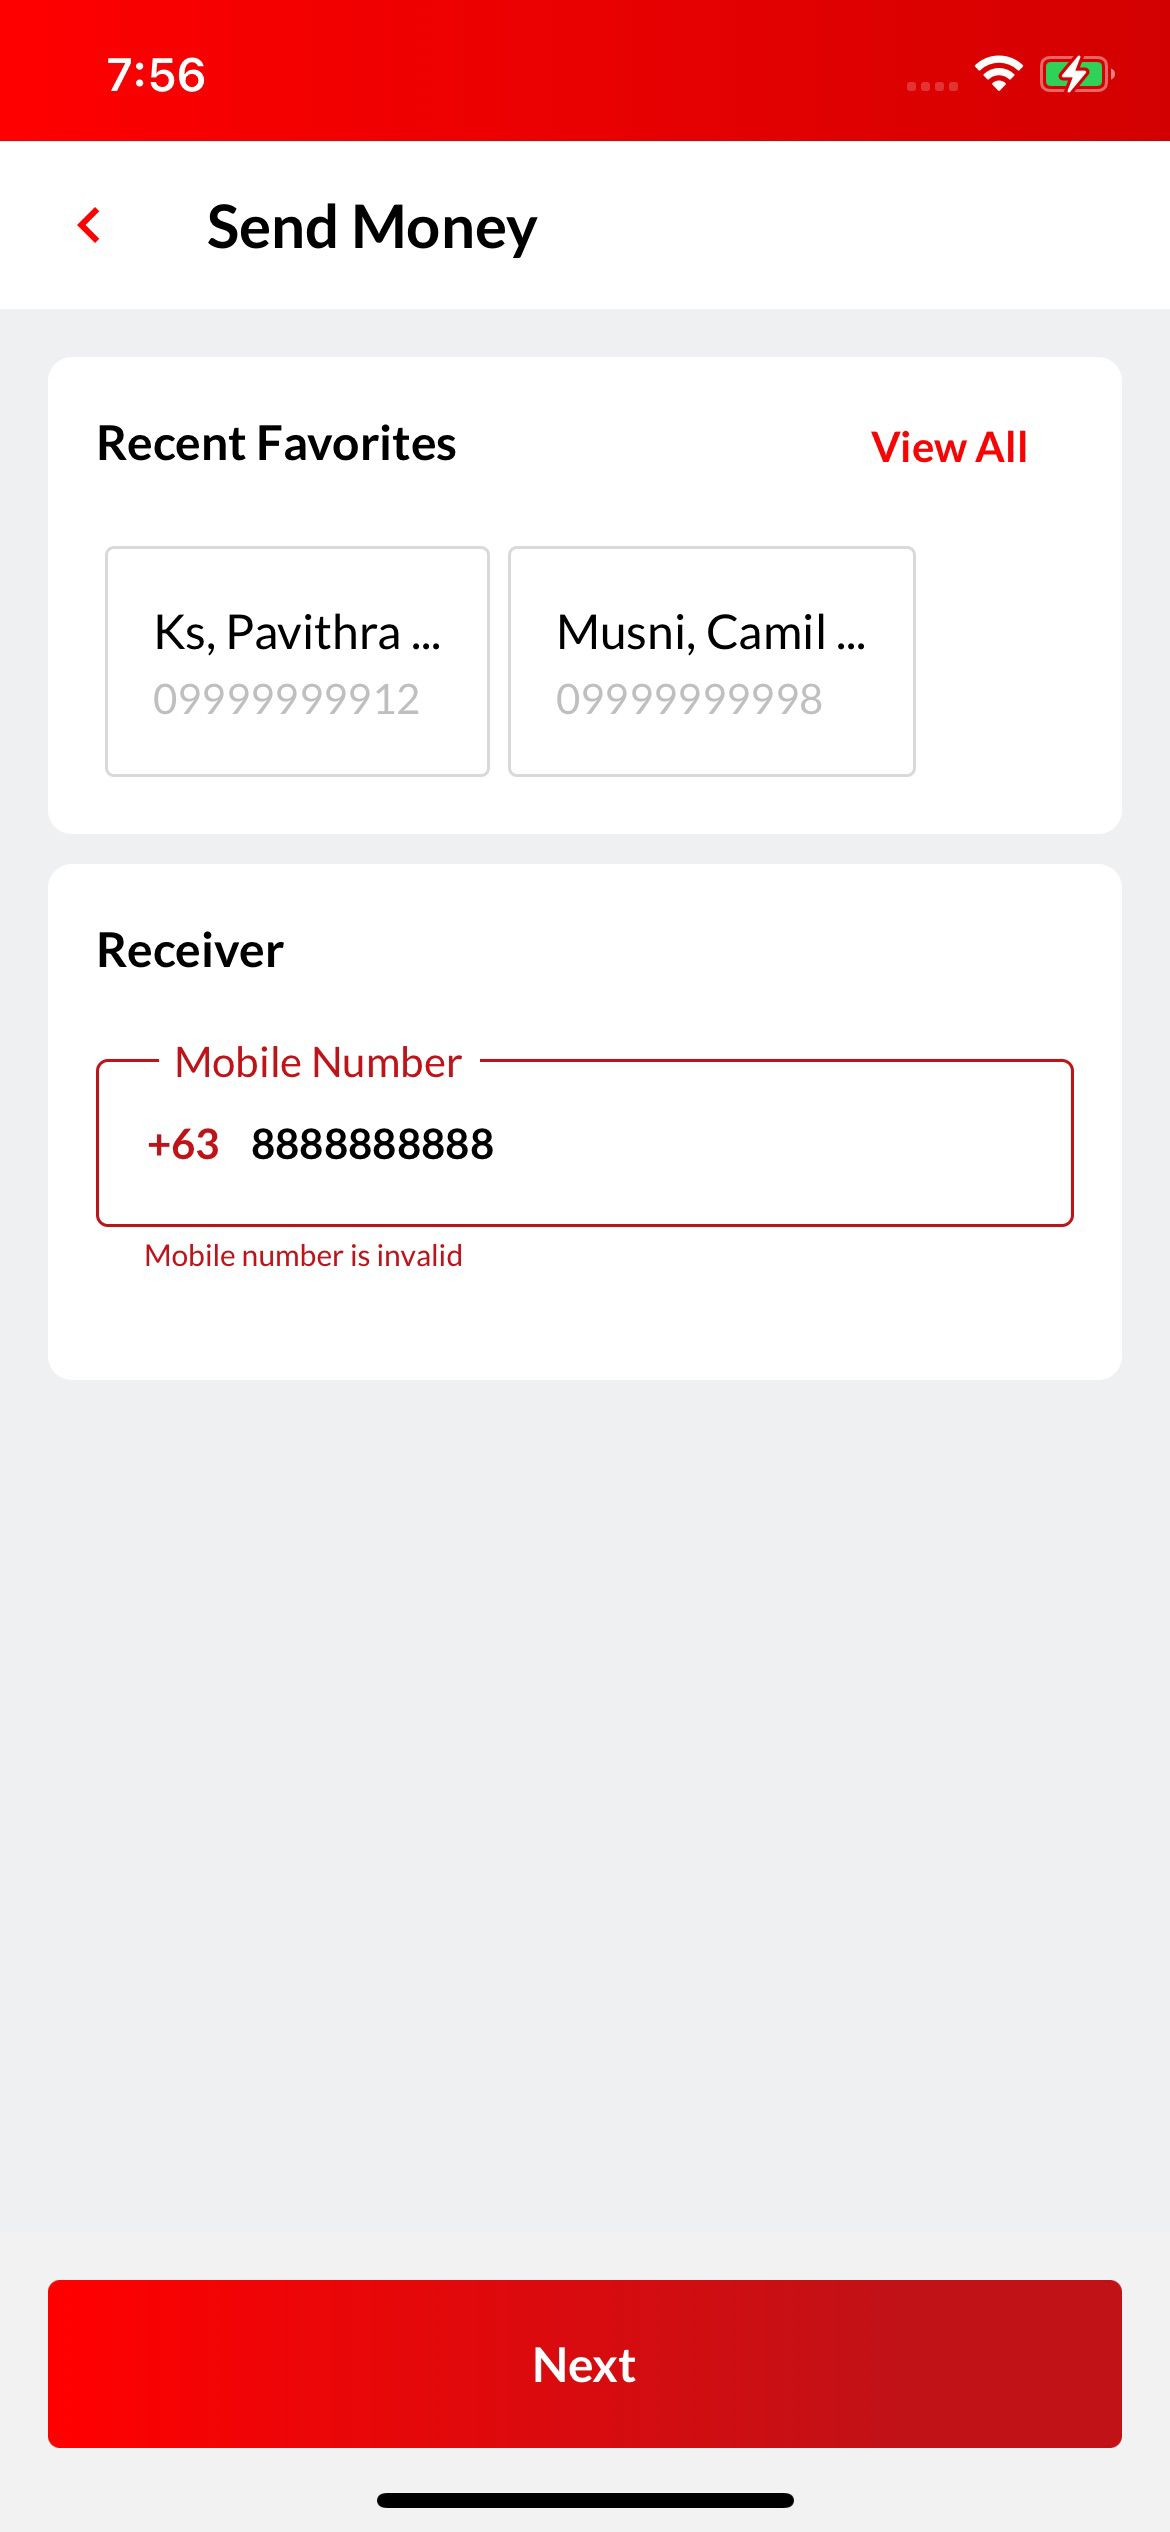 7:56
Send Money
Recent Favorites
View All
Ks, Pavithra ...
09999999912
Musni, Camil ...
09999999998
Receiver
Mobile Number
+63 8888888888
Mobile number is invalid
Next